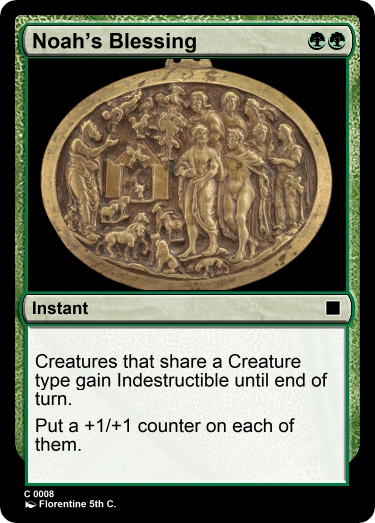 Noah's Blessing
Instant
Creatures that share a Creature
type gain Indestructible until end of
turn.
Put a +1/+1 counter on each of
them.
C 0008
Florentine 5th C.